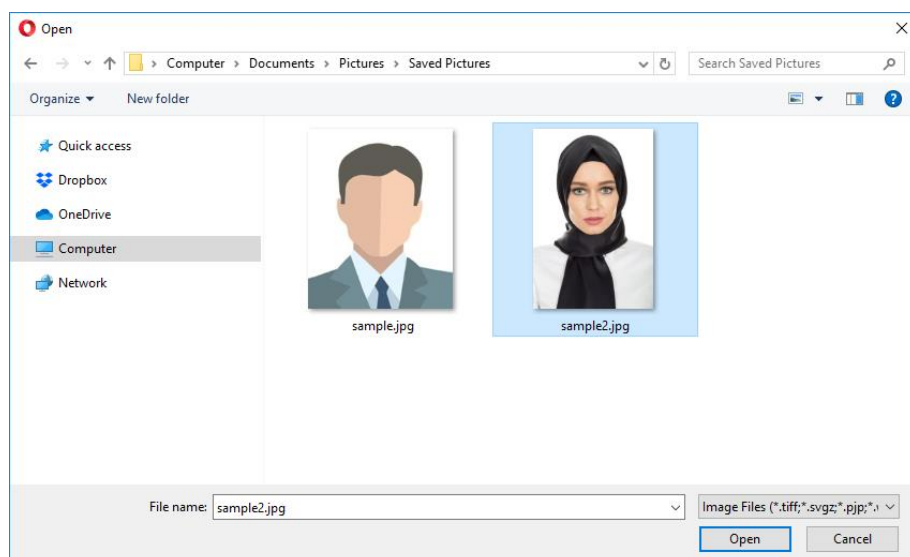 Open
Computer > Documents > Pictures > Saved Pictures
Search Saved Pictures
Organize
New folder
Quick access
Dropbox
OneDrive
Computer
Network
sample.jpg
sample2.jpg
File name:
sample2.jpg
Image Files (*.tiff;*.svgz;*.pjp;*.
Open
Cancel